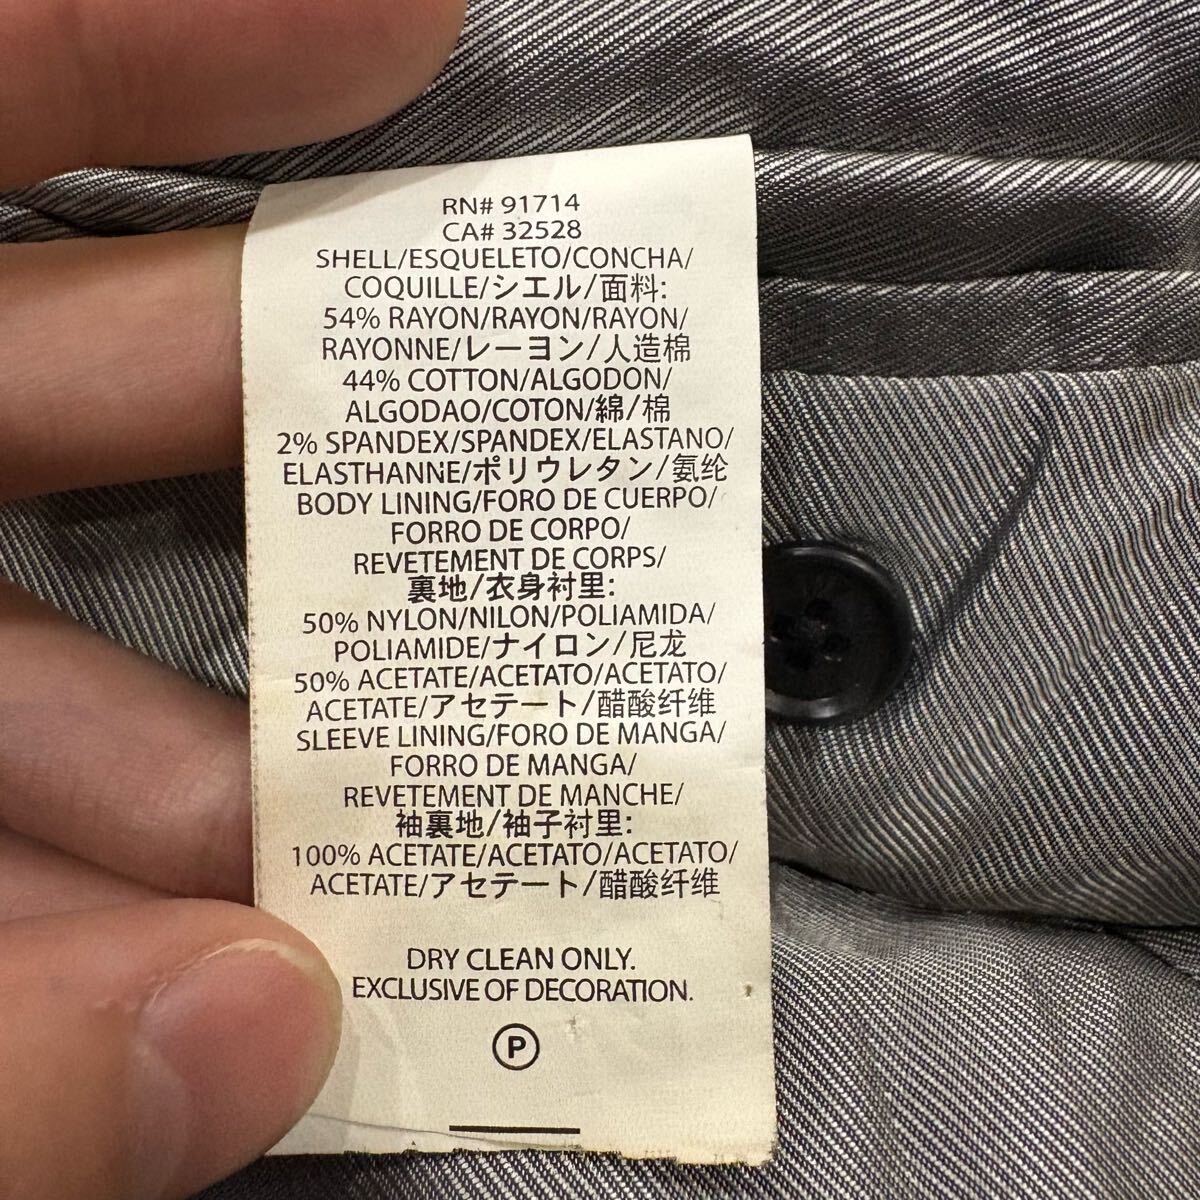 RN# 91714
CA# 32528
SHELL/ESQUELETO/CONCHA/
COQUILLE/シエル/面料:
54% RAYON/RAYON/RAYON/
RAYONNE/レーヨン/人造棉
44% COTTON/ALGODON/
ALGODAO/COTON/綿/棉
2% SPANDEX/SPANDEX/ELASTANO/
ELASTHANNE/ポリウレタン/氨纶
BODY LINING/FORO DE CUERPO/
FORRO DE CORPO/
REVETEMENT DE CORPS/
裏地/衣身衬里:
50% NYLON/NILON/POLIAMIDA/
POLIAMIDE/ナイロン/尼龙
50% ACETATE/ACETATO/ACETATO/
ACETATE/アセテート/醋酸纤维
SLEEVE LINING/FORO DE MANGA/
FORRO DE MANGA/
REVETEMENT DE MANCHE/
袖裏地/袖子衬里:
100% ACETATE/ACETATO/ACETATO/
ACETATE/アセテート/醋酸纤维
DRY CLEAN ONLY.
EXCLUSIVE OF DECORATION.
P